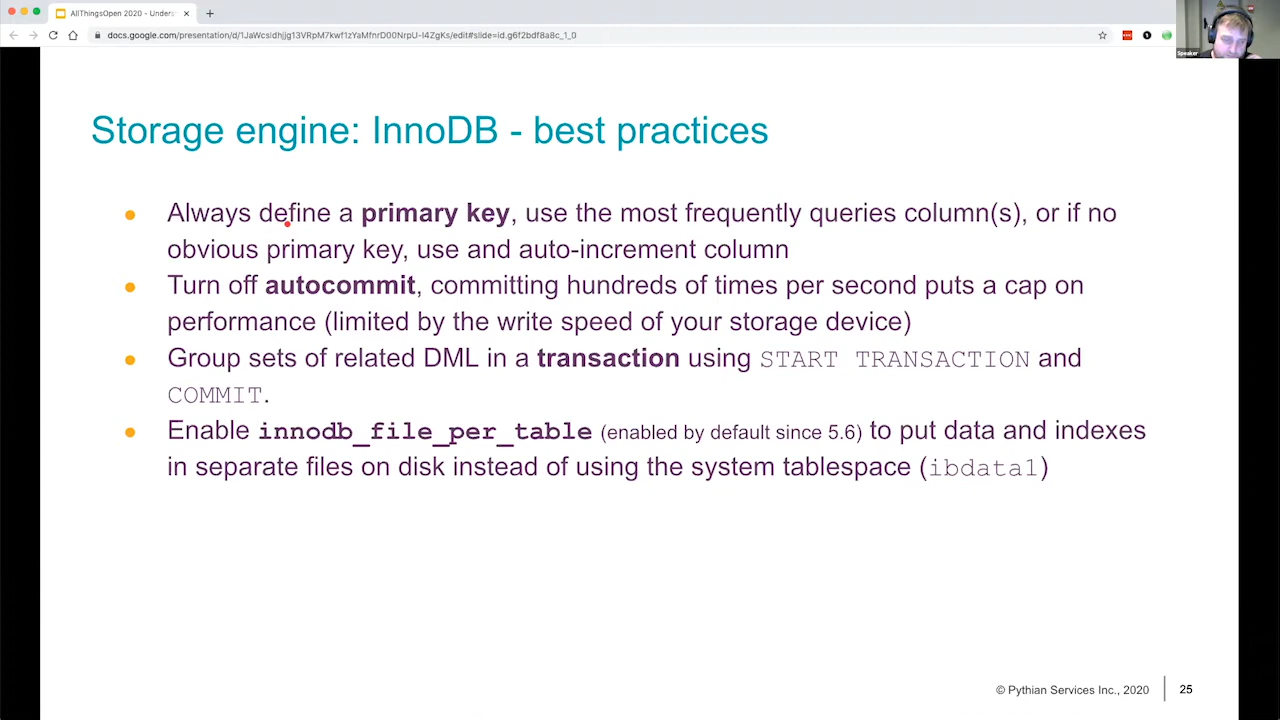 AllThingsOpen 2020 - Unders
docs.google.com/presentation/d/1JaWcsldhjjg13VRpM7kwf1zYaMfnrD00NrpU-l4ZgKs/edit#slide=id.g6f2bdf8a8c_1_0
Speaker
Storage engine: InnoDB - best practices
Always define a primary key, use the most frequently queries column(s), or if no
obvious primary key, use and auto-increment column
Turn off autocommit, committing hundreds of times per second puts a cap on
performance (limited by the write speed of your storage device)
Group sets of related DML in a transaction using START TRANSACTION and
COMMIT.
Enable innodb_file_per_table (enabled by default since 5.6) to put data and indexes
in separate files on disk instead of using the system tablespace (ibdata1)
© Pythian Services Inc., 2020
25